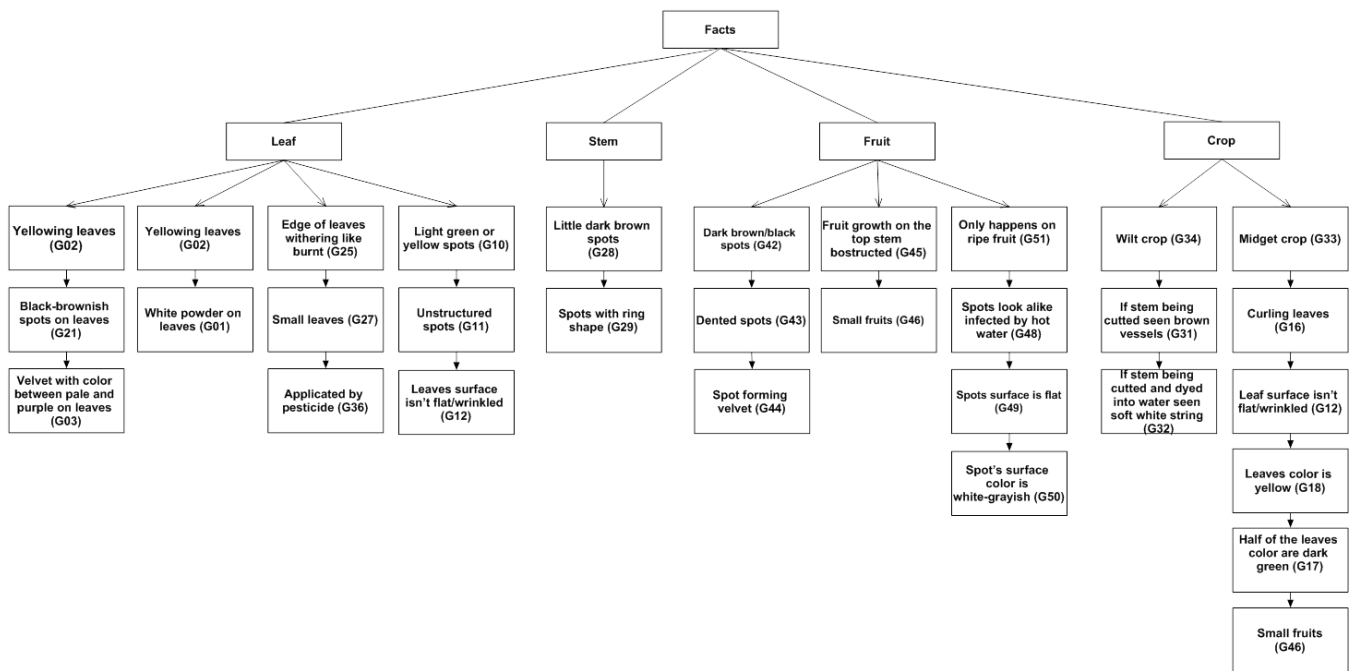 Facts
Leaf
Stem
Fruit
Crop
Yellowing leaves
(G02)
Yellowing leaves
(G02)
Edge of leaves
withering like
burnt (G25)
Light green or
yellow spots (G10)
Little dark brown
spots
(G28)
Dark brown/black
spots (G42)
Fruit growth on the
top stem
bostructed (G45)
Only happens on
ripe fruit (G51)
Wilt crop (G34)
Midget crop (G33)
Black-brownish
spots on leaves
(G21)
White powder on
leaves (G01)
Small leaves (G27)
Unstructured
spots (G11)
Spots with ring
shape (G29)
Dented spots (G43)
Small fruits (G46)
Spots look alike
infected by hot
water (G48)
If stem being
cutted seen brown
vessels (G31)
Curling leaves
(G16)
Velvet with color
between pale and
purple on leaves
(G03)
Applicated by
pesticide (G36)
Leaves surface
isn't flat/wrinkled
(G12)
Spot forming
velvet (G44)
Spots surface is flat
(G49)
If stem being
cutted and dyed
into water seen
soft white string
(G32)
Leaf surface isn't
flat/wrinkled (G12)
Spot's surface
color is
white-grayish (G50)
Leaves color is
yellow (G18)
Half of the leaves
color are dark
green (G17)
Small fruits
(G46)